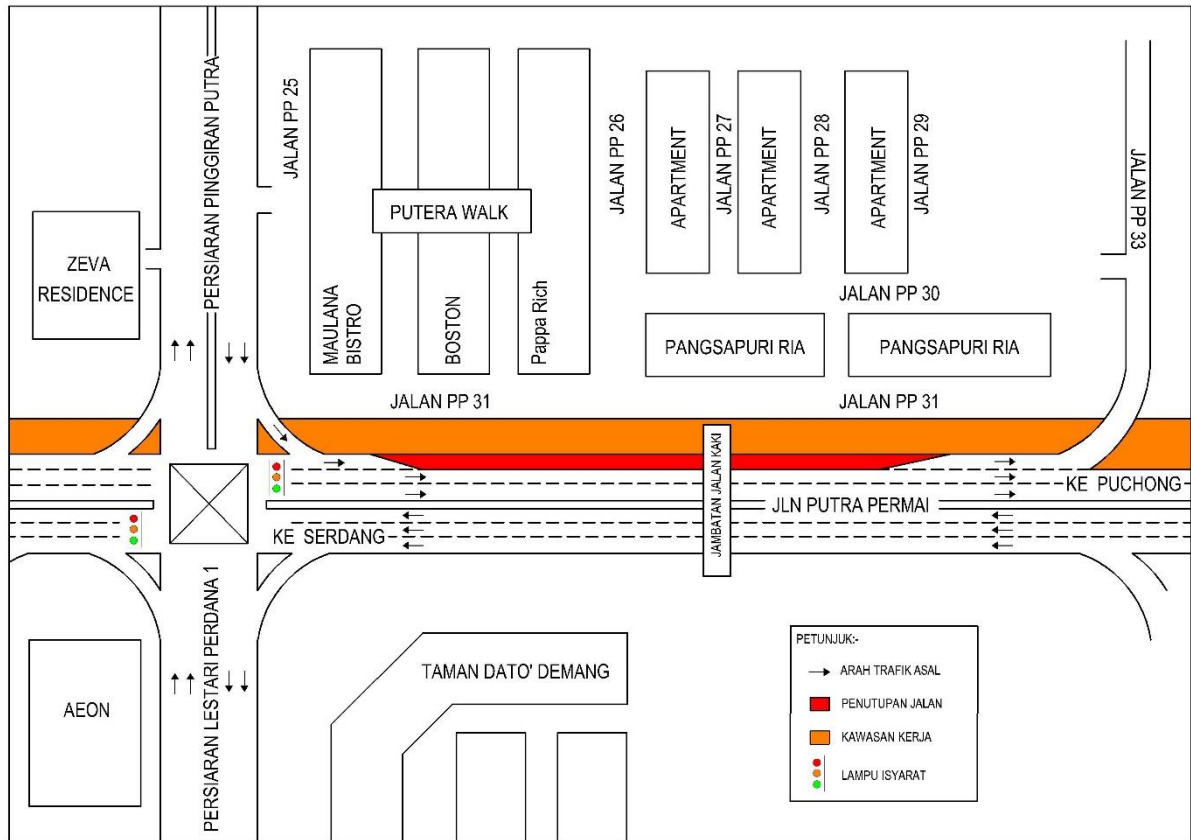 PERSIARAN PINGGIRAN PUTRA
JALAN PP 25
MAULANA
BISTRO
BOSTON
Pappa Rich
PUTERA WALK
JALAN PP 26
APARTMENT
JALAN PP 27
APARTMENT
JALAN PP 28
APARTMENT
JALAN PP 29
JALAN PP 33
ZEVA
RESIDENCE
JALAN PP 30
PANGSAPURI RIA
PANGSAPURI RIA
JALAN PP 31
JALAN PP 31
JAMBATAN JALAN KAKI
KE PUCHONG
JLN PUTRA PERMAI
KE SERDANG
PERSIARAN LESTARI PERDANA 1
AEON
TAMAN DATO' DEMANG
PETUNJUK:-
ARAH TRAFIK ASAL
PENUTUPAN JALAN
KAWASAN KERJA
LAMPU ISYARAT